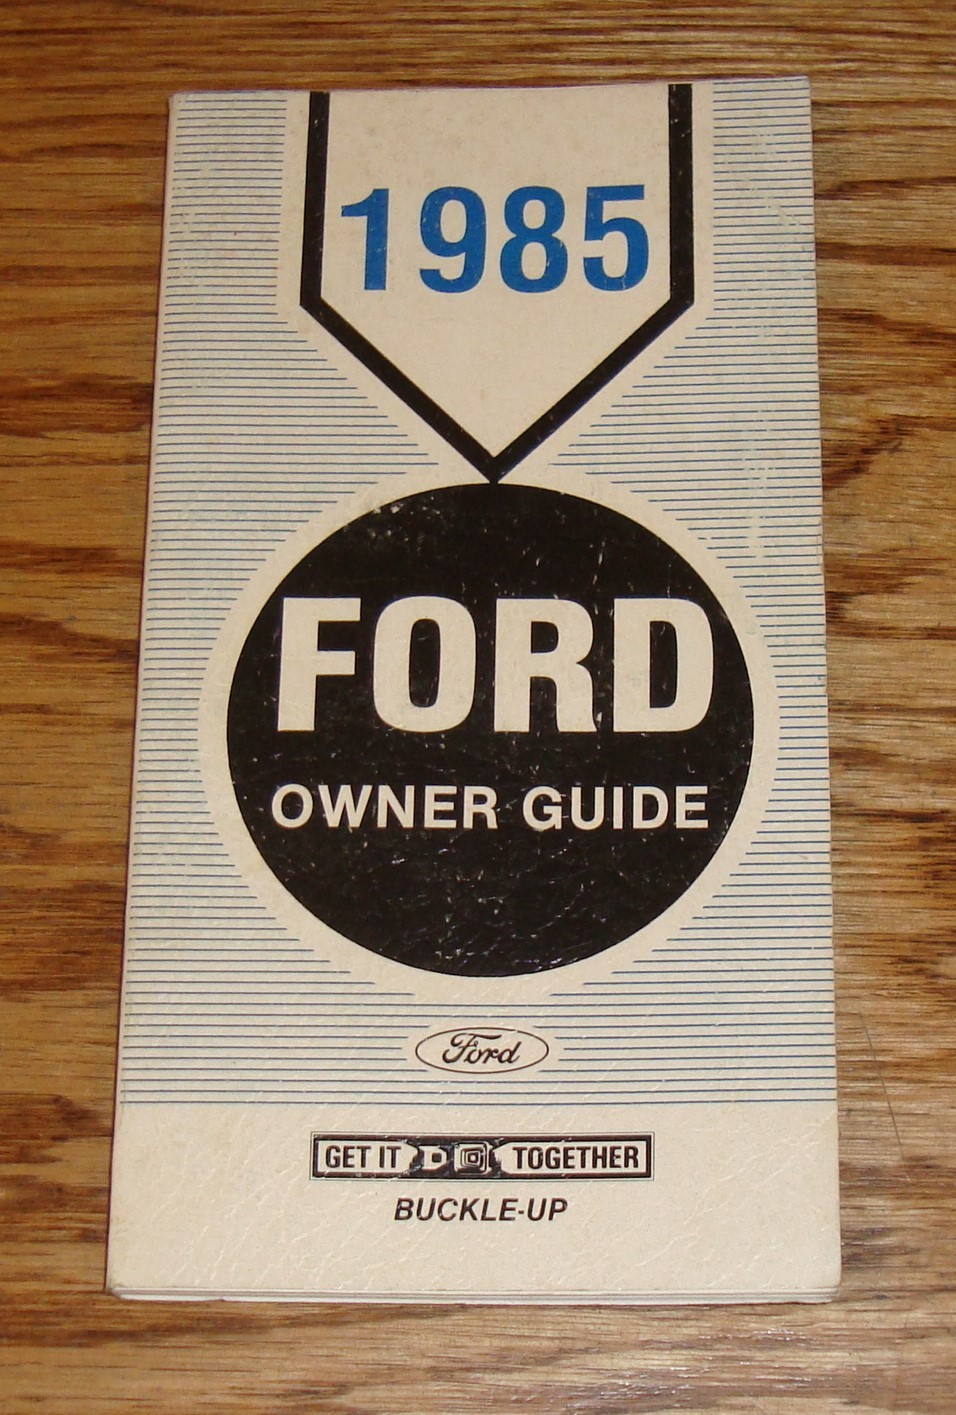 1985
FORD
OWNER GUIDE
Ford
GET IT TOGETHER
BUCKLE-UP